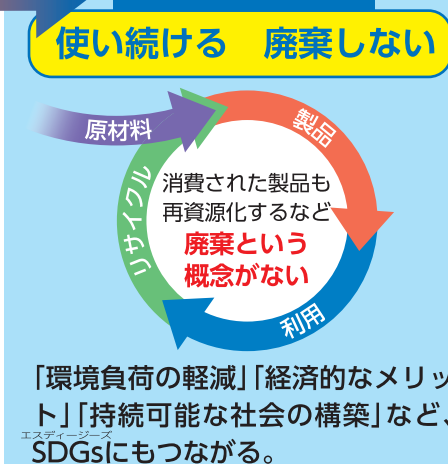 使い続ける　廃棄しない
原材料
製品
利用
リサイクル
消費された製品も
再資源化するなど
廃棄という
概念がない
「環境負荷の軽減」「経済的なメリッ
ト」「持続可能な社会の構築」など、
エスディージーズ
SDGsにもつながる。